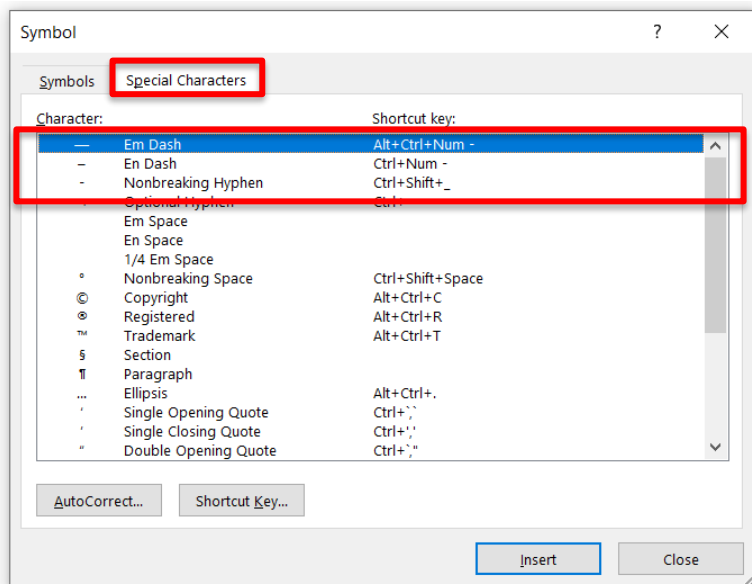 Symbol ? ×
Symbols Special Characters
Character: Shortcut key:
— Em Dash Alt+Ctrl+Num -
– En Dash Ctrl+Num -
- Nonbreaking Hyphen Ctrl+Shift+_
¬ Optional Hyphen Ctrl+-
Em Space
En Space
1/4 Em Space
° Nonbreaking Space Ctrl+Shift+Space
© Copyright Alt+Ctrl+C
® Registered Alt+Ctrl+R
™ Trademark Alt+Ctrl+T
§ Section
¶ Paragraph
… Ellipsis Alt+Ctrl+.
‘ Single Opening Quote Ctrl+`,`
’ Single Closing Quote Ctrl+','
“ Double Opening Quote Ctrl+`,"
AutoCorrect... Shortcut Key...
Insert Close